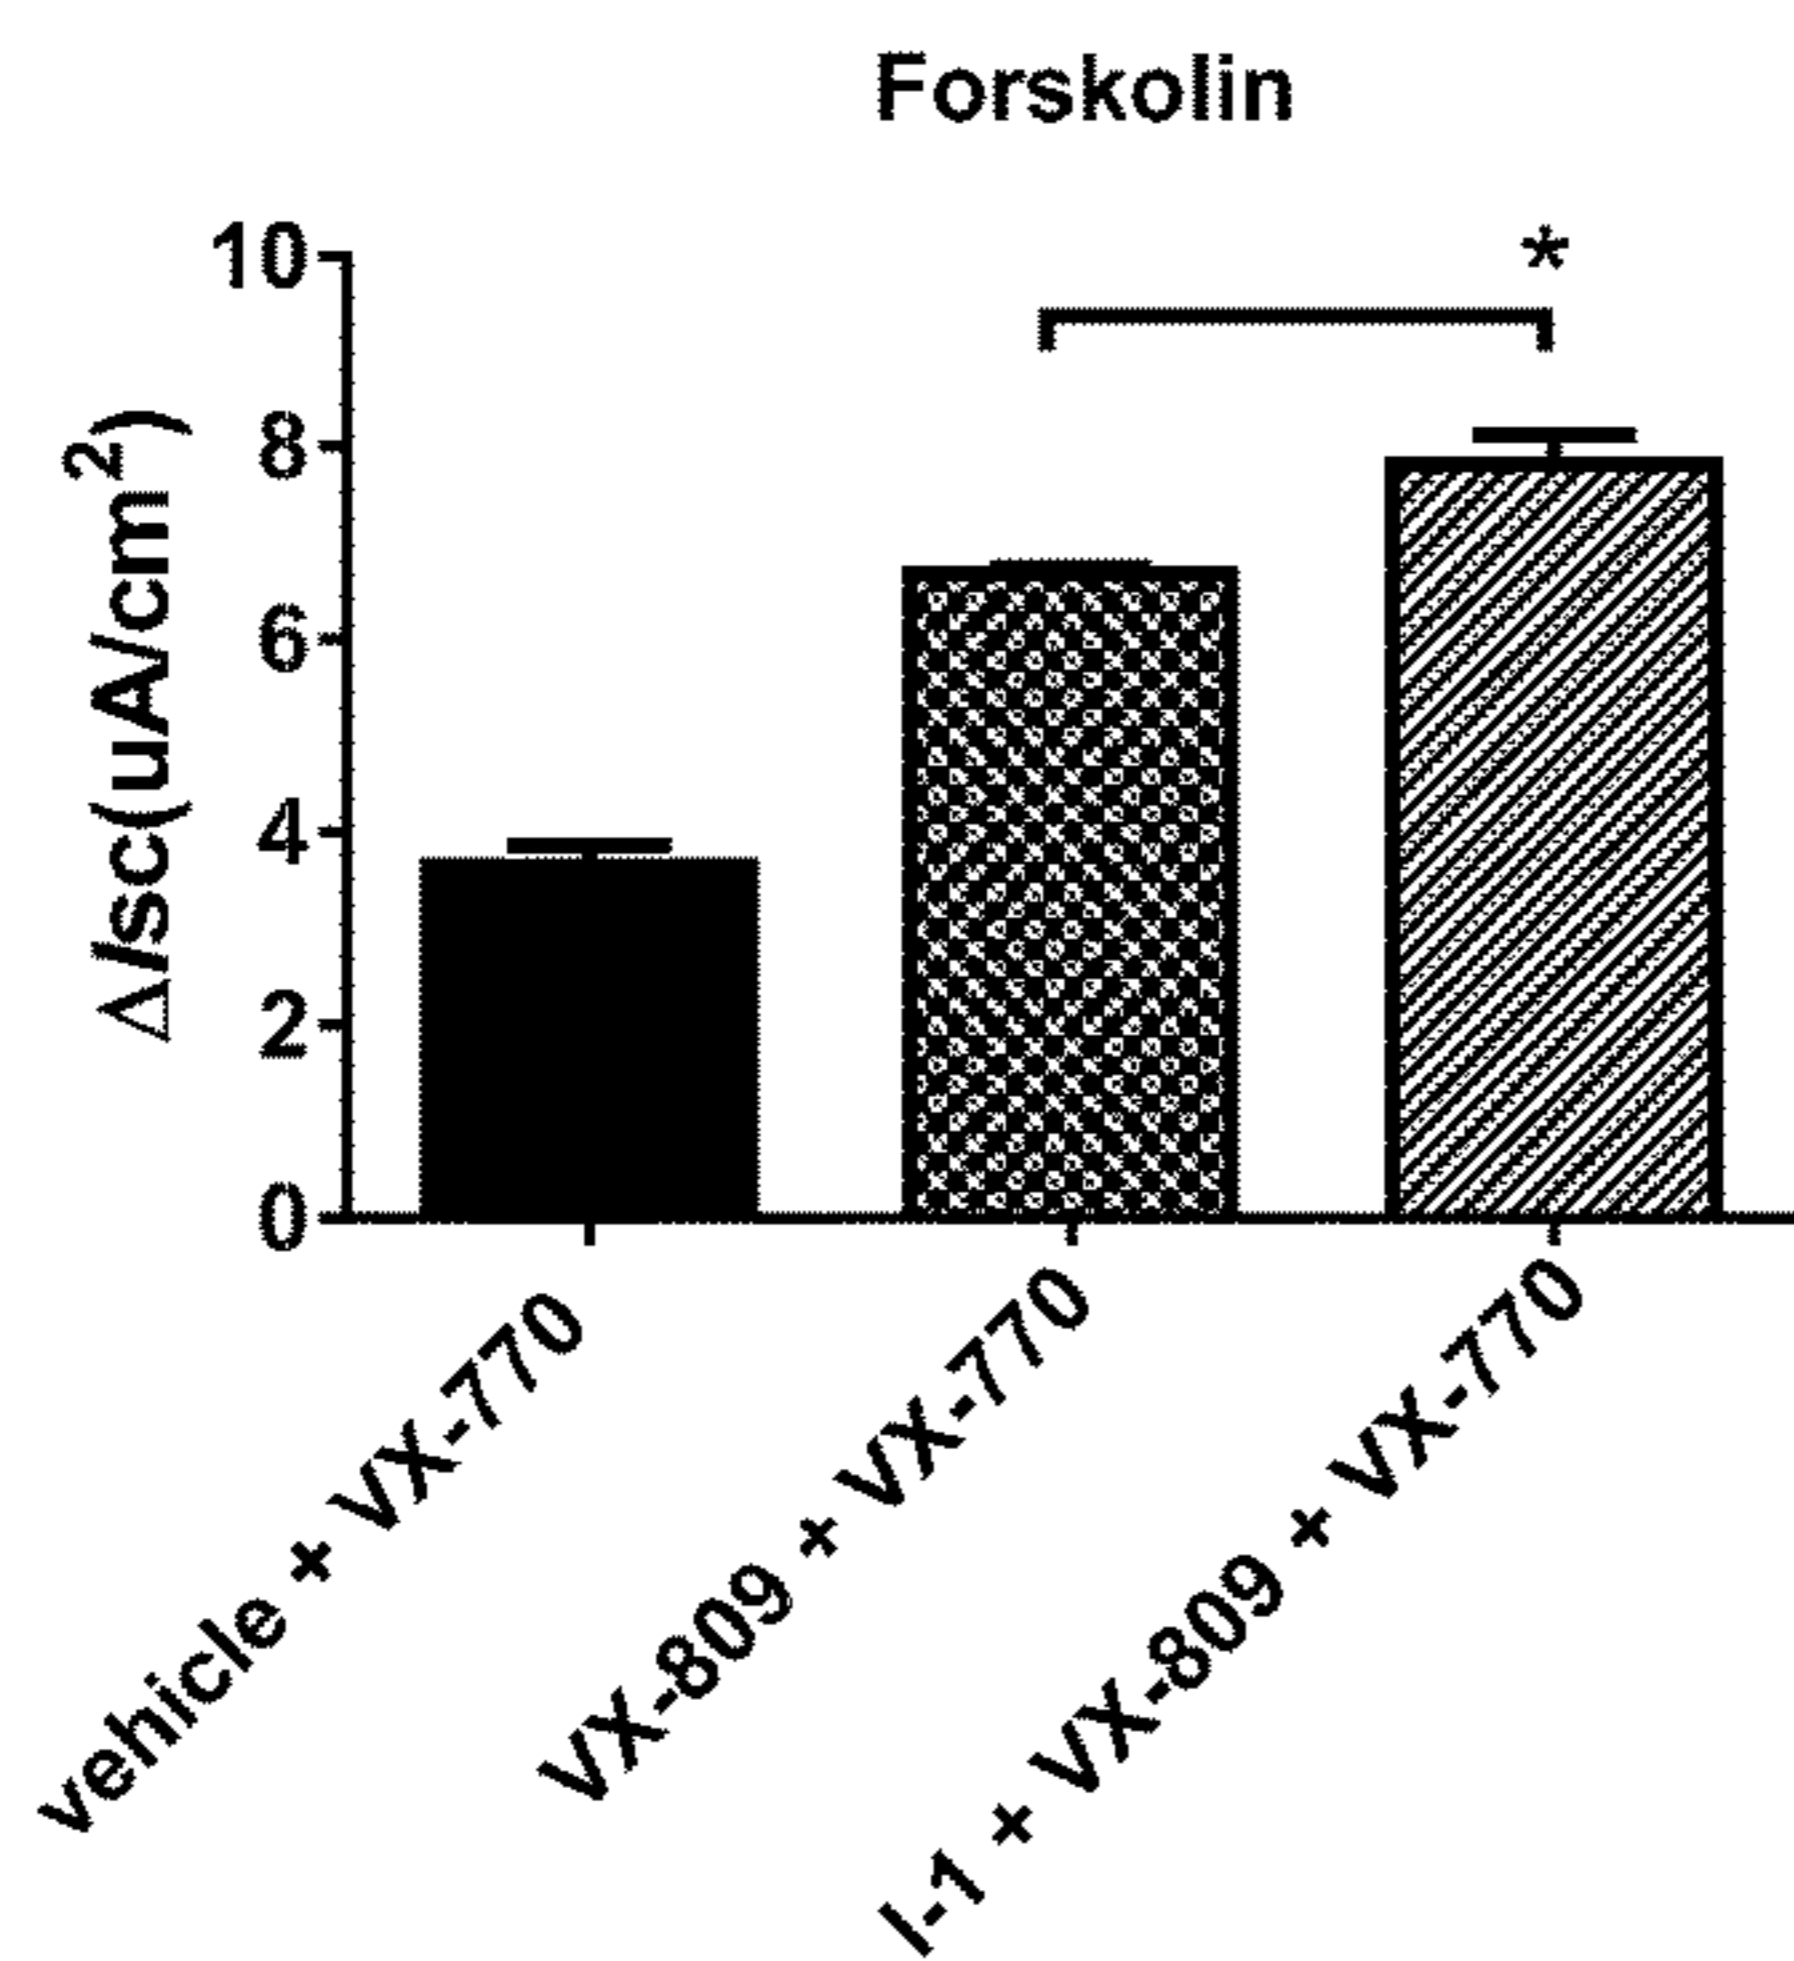 Forskolin
*
10
8
6
4
2
0
ΔIsc(uA/cm²)
vehicle + VX-770
VX-809 + VX-770
I-1 + VX-809 + VX-770